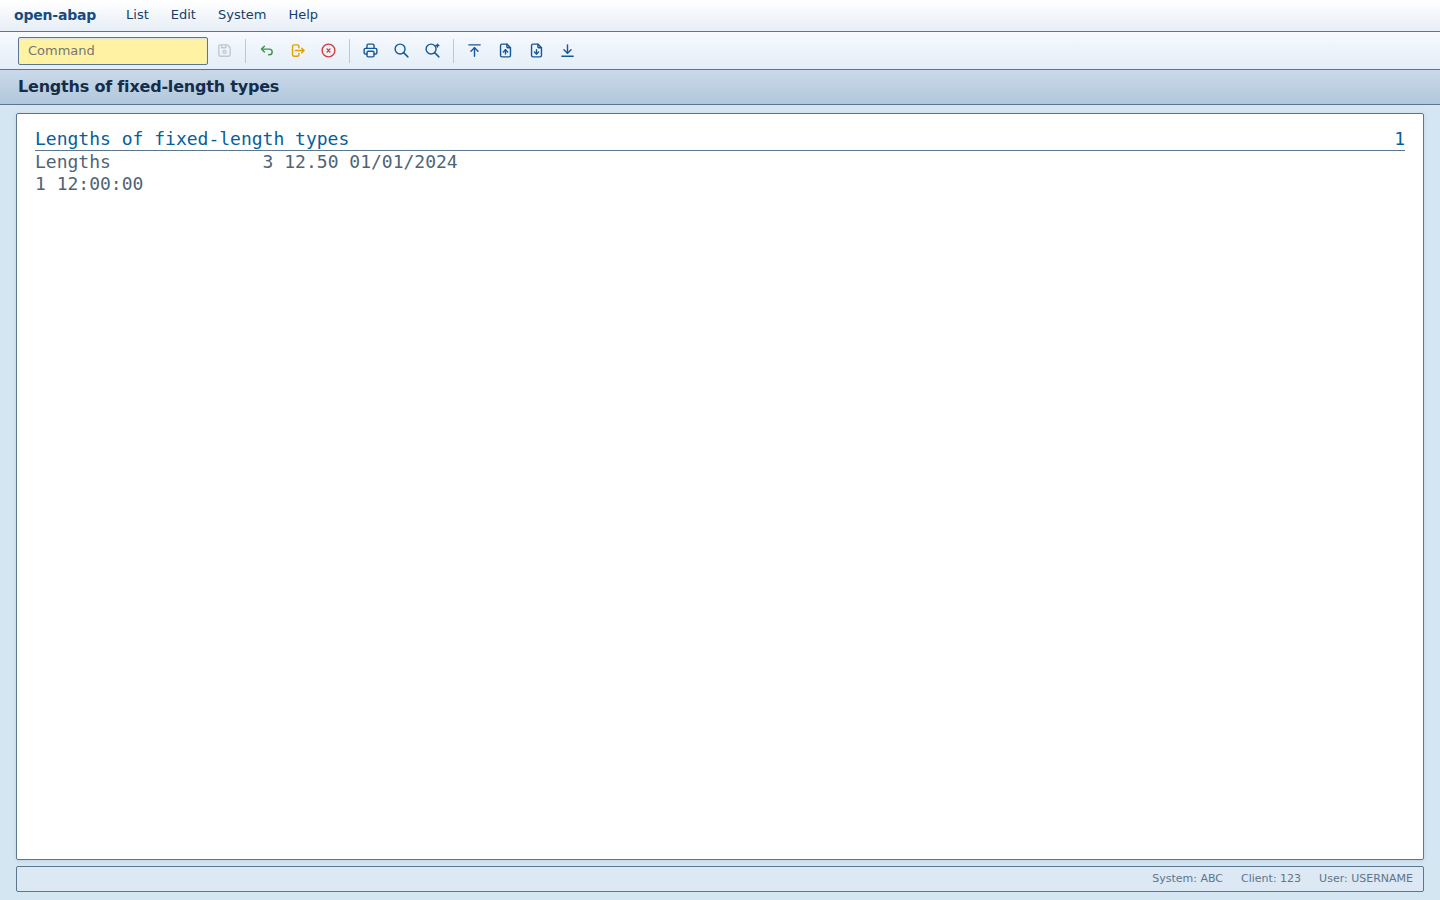 open-abap List Edit System Help
Command
Lengths of fixed-length types
Lengths of fixed-length types 1
Lengths              3 12.50 01/01/2024
1 12:00:00
System: ABC Client: 123 User: USERNAME